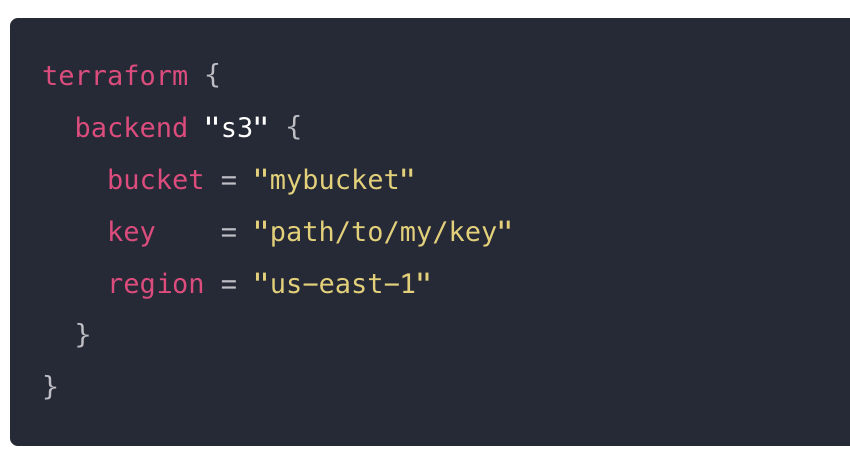 terraform {
  backend "s3" {
    bucket = "mybucket"
    key    = "path/to/my/key"
    region = "us-east-1"
  }
}